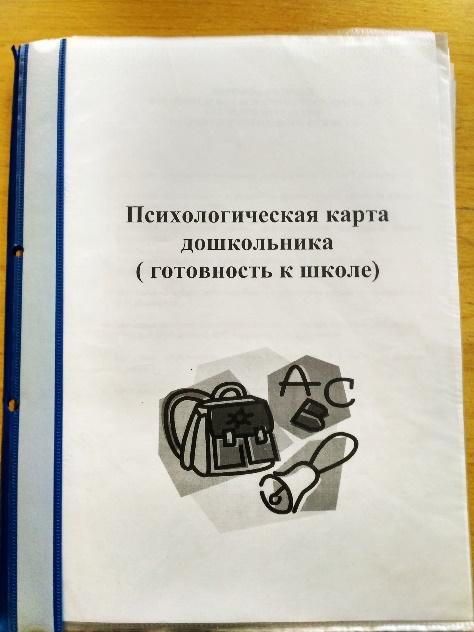 Психологическая карта
дошкольника
( готовность к школе)
A C
B